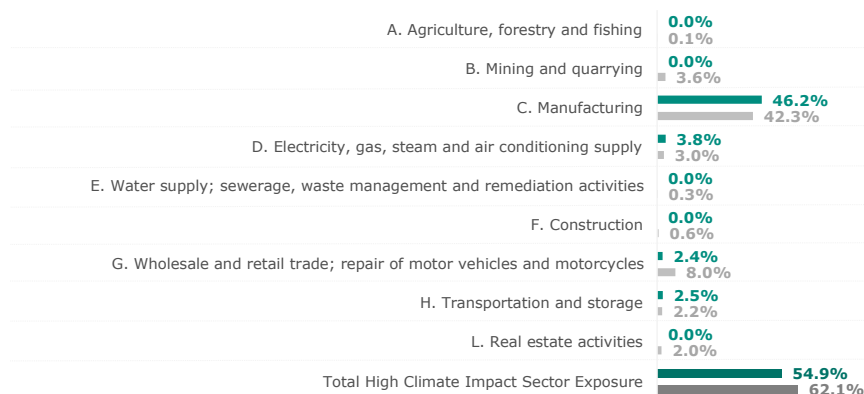 A. Agriculture, forestry and fishing
0.0%
0.1%
B. Mining and quarrying
0.0%
3.6%
C. Manufacturing
46.2%
42.3%
D. Electricity, gas, steam and air conditioning supply
3.8%
3.0%
E. Water supply; sewerage, waste management and remediation activities
0.0%
0.3%
F. Construction
0.0%
0.6%
G. Wholesale and retail trade; repair of motor vehicles and motorcycles
2.4%
8.0%
H. Transportation and storage
2.5%
2.2%
L. Real estate activities
0.0%
2.0%
Total High Climate Impact Sector Exposure
54.9%
62.1%